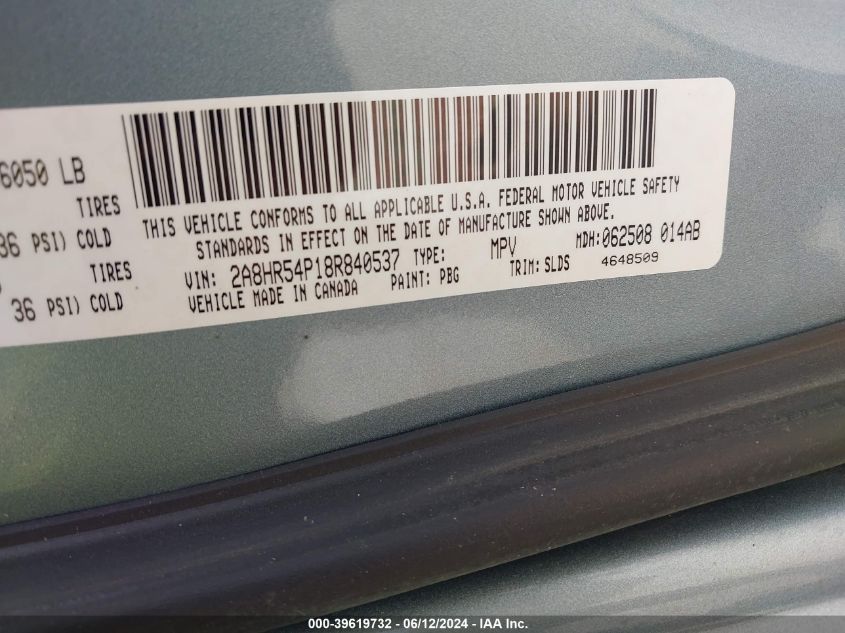 6050 LB
TIRES
36 PSI) COLD
TIRES
36 PSI) COLD
THIS VEHICLE CONFORMS TO ALL APPLICABLE U.S.A. FEDERAL MOTOR VEHICLE SAFETY
STANDARDS IN EFFECT ON THE DATE OF MANUFACTURE SHOWN ABOVE.
VIN: 2A8HR54P18R840537 TYPE: MPV MDH:062508 014AB
VEHICLE MADE IN CANADA PAINT: PBG TRIM: SLDS 4648509
000-39619732 - 06/12/2024 - IAA Inc.